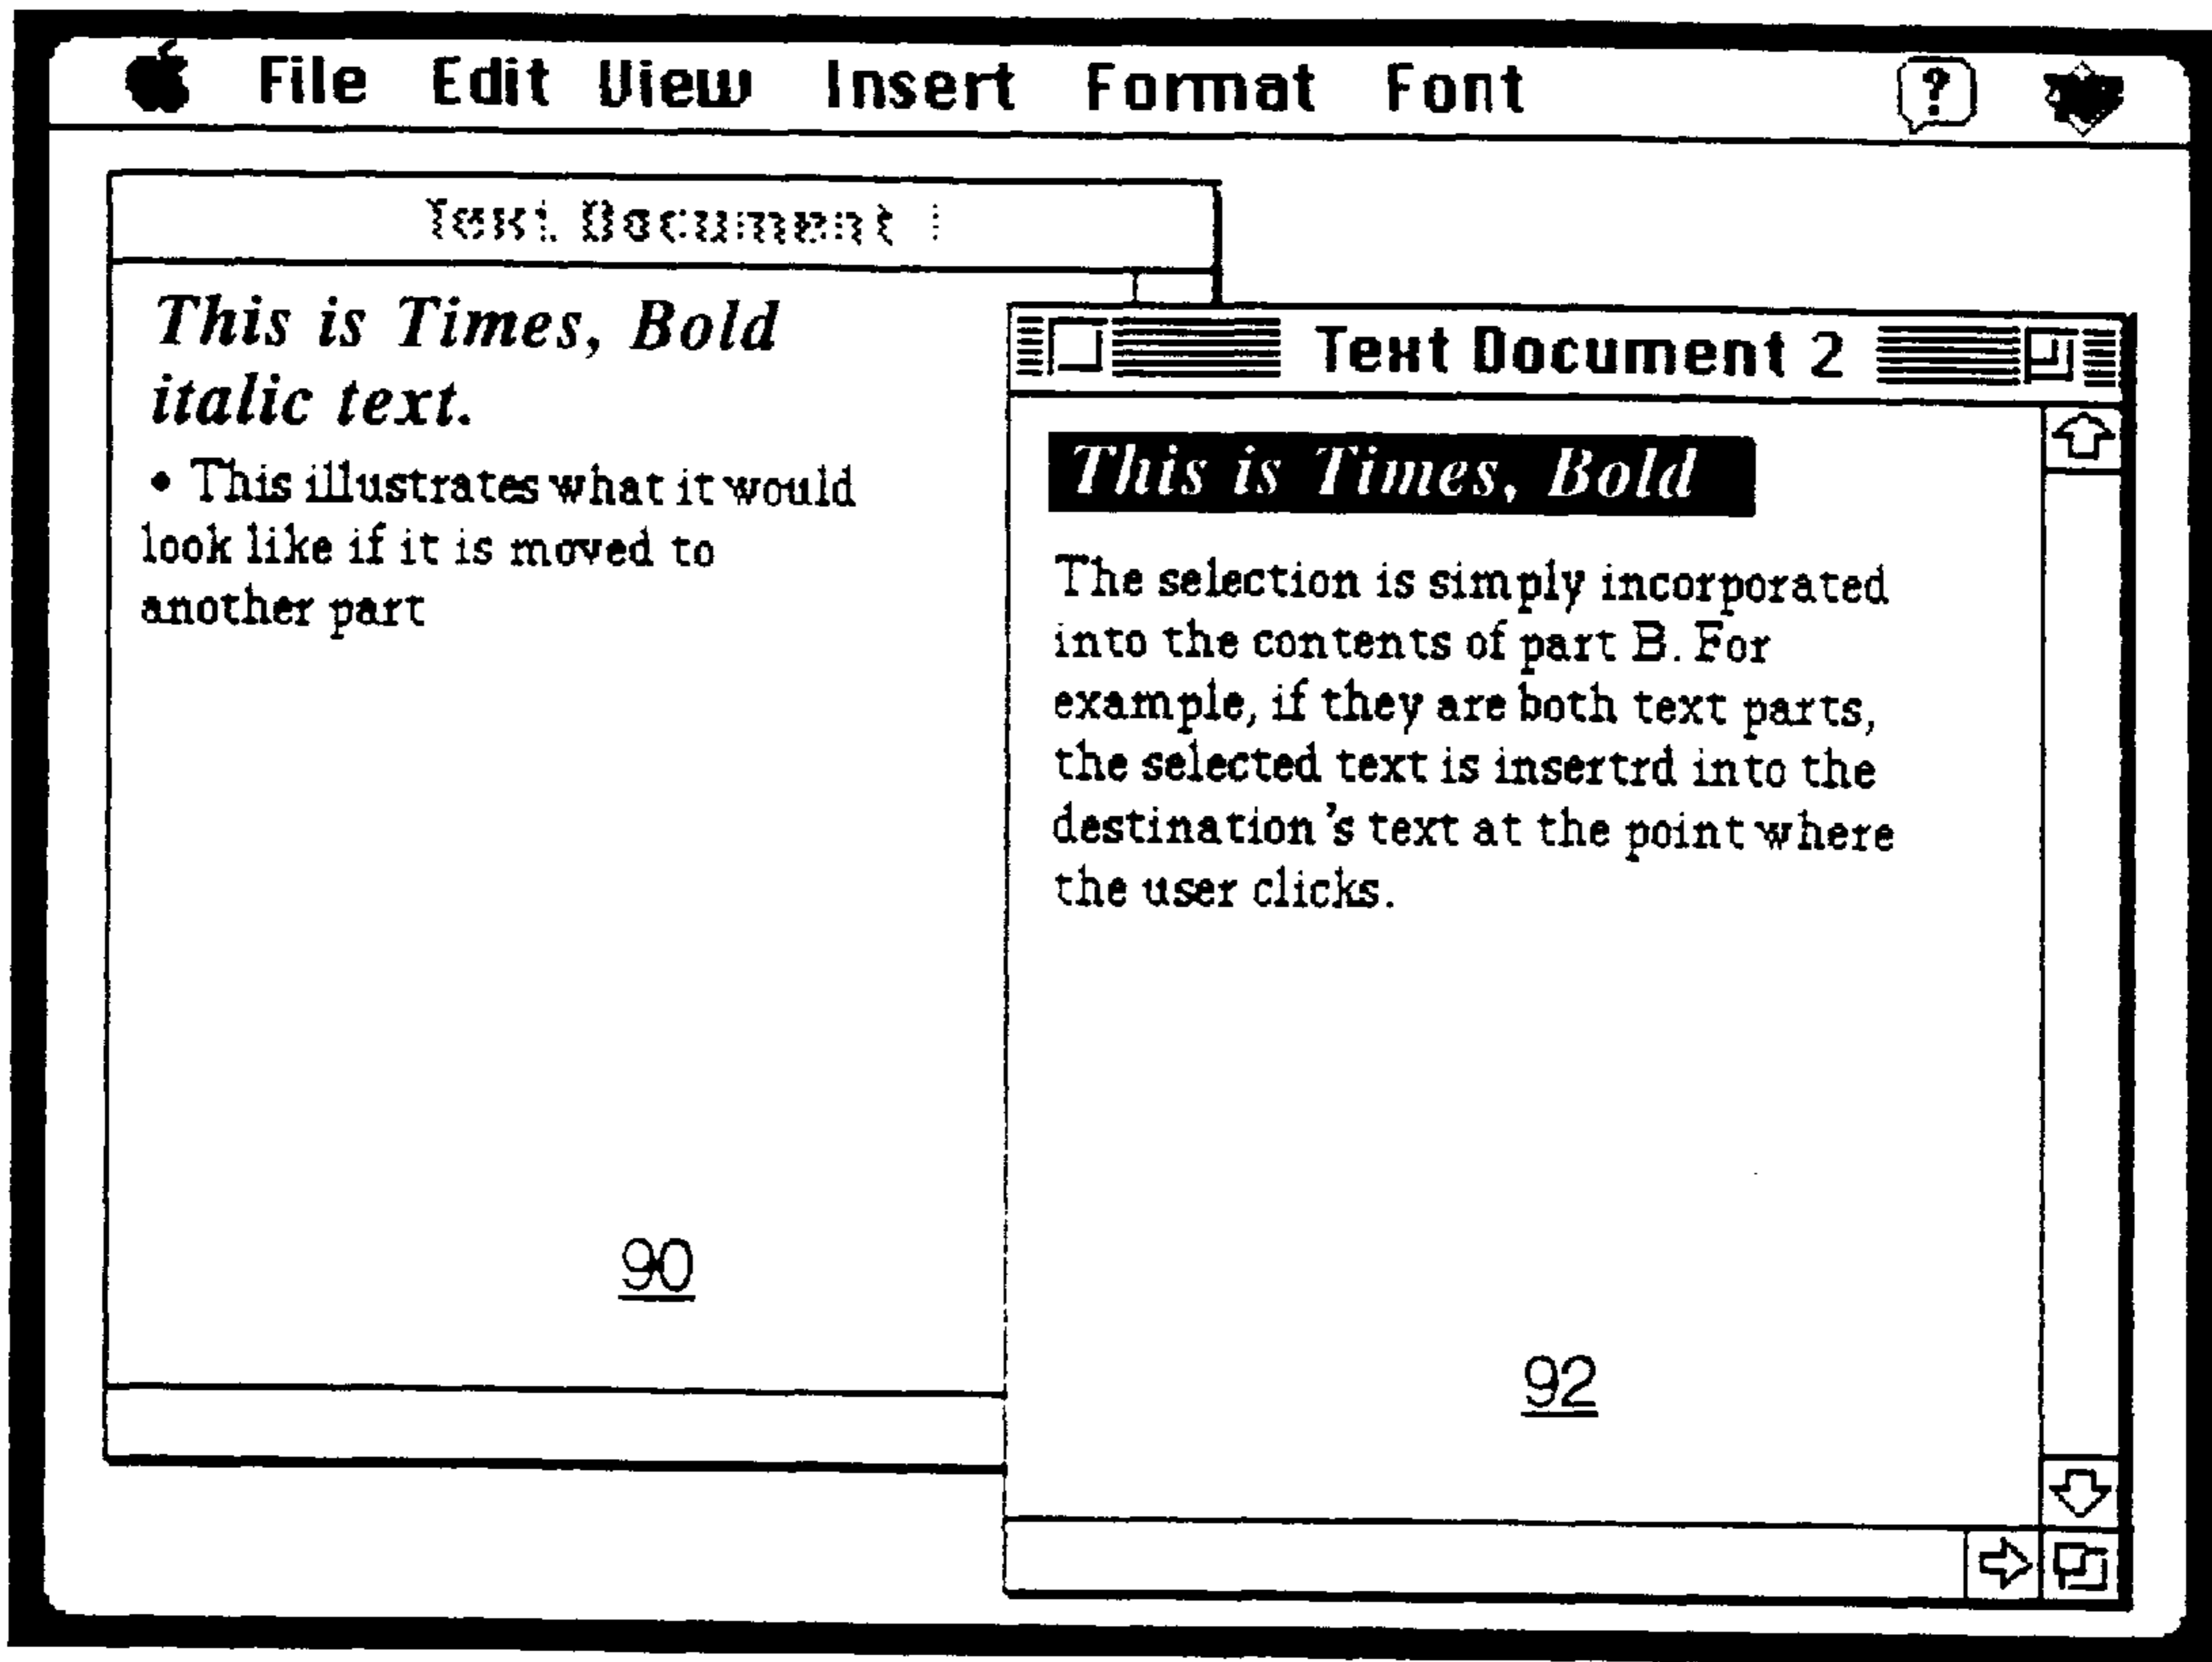 File Edit View Insert Format Font ?
Text Document 1
This is Times, Bold
italic text.
• This illustrates what it would
look like if it is moved to
another part
90
Text Document 2
This is Times, Bold
The selection is simply incorporated
into the contents of part B. For
example, if they are both text parts,
the selected text is insertrd into the
destination's text at the point where
the user clicks.
92